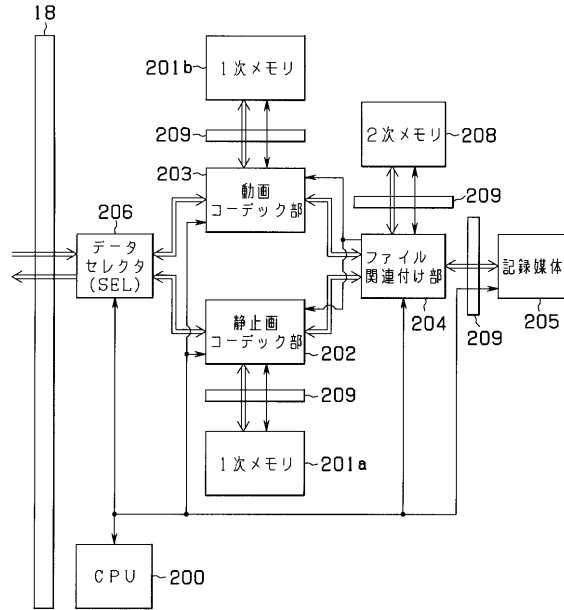 18
201b
1次メモリ
209
203
動画
コーデック部
2次メモリ
208
209
206
データ
セレクタ
(SEL)
ファイル
関連付け部
204
209
記録媒体
205
静止画
コーデック部
202
209
1次メモリ
201a
CPU
200